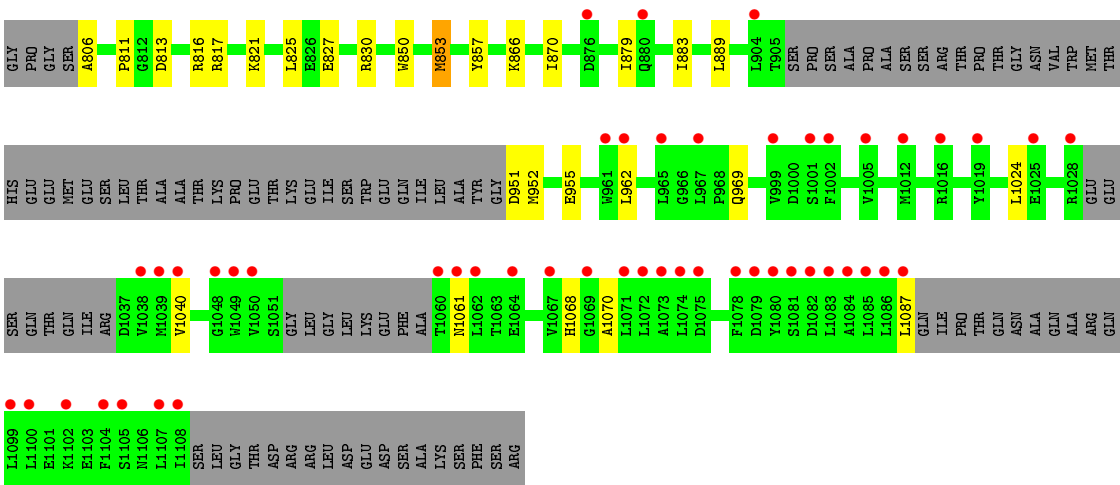 GLY PRO GLY SER A806 P811 G812 D813 R816 R817 K821 L825 E826 E827 R830 W850 M853 Y857 K866 I870 D876 I879 Q880 I883 L889 L904 T905 SER PRO SER ALA PRO ALA SER SER ARG THR PRO THR GLY ASN VAL TRP MET THR
HIS GLU GLU MET GLU SER LEU THR ALA ALA THR LYS PRO GLU THR LYS GLU ILE SER TRP GLU GLN ILE LEU ALA TYR GLY D951 M952 E955 W961 L962 L965 G966 L967 P968 Q969 V999 D1000 S1001 F1002 V1005 M1012 R1016 Y1019 L1024 E1025 R1028 GLU GLU
SER GLN THR GLN ILE ARG D1037 V1038 M1039 V1040 G1048 W1049 V1050 S1051 GLY LEU GLY LEU LYS GLU PHE ALA T1060 N1061 L1062 T1063 E1064 V1067 H1068 G1069 A1070 L1071 L1072 A1073 L1074 D1075 F1078 D1079 Y1080 S1081 D1082 L1083 A1084 L1085 L1086 L1087 GLN ILE PRO THR GLN ASN ALA GLN ALA ARG GLN
L1099 L1100 E1101 K1102 E1103 F1104 S1105 N1106 L1107 I1108 SER LEU GLY THR ASP ARG ARG LEU ASP GLU ASP SER ALA LYS SER PHE SER ARG